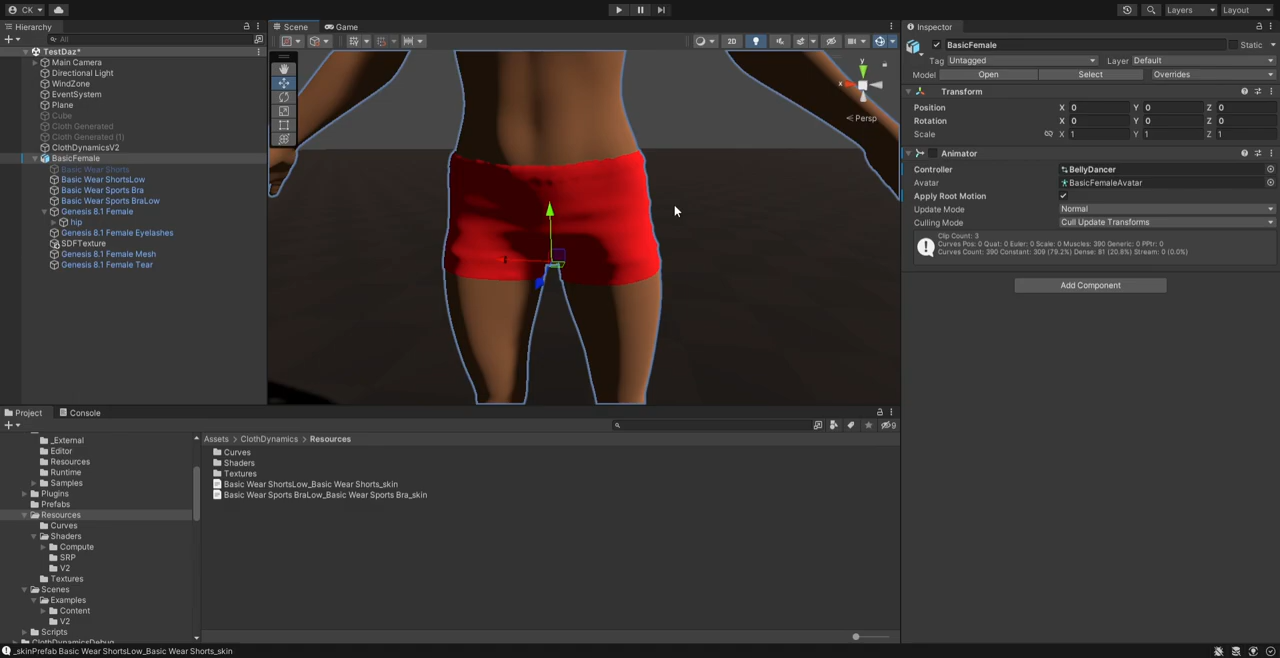 CK
Layers
Layout
Hierarchy
All
TestDaz*
Main Camera
Directional Light
WindZone
EventSystem
Plane
Cube
Cloth Generated
Cloth Generated (1)
ClothDynamicsV2
BasicFemale
Basic Wear Shorts
Basic Wear ShortsLow
Basic Wear Sports Bra
Basic Wear Sports BraLow
Genesis 8.1 Female
hip
Genesis 8.1 Female Eyelashes
SDFTexture
Genesis 8.1 Female Mesh
Genesis 8.1 Female Tear
Scene
Game
2D
y
x
Persp
Inspector
BasicFemale
Static
Tag Untagged
Layer Default
Model Open Select Overrides
Transform
Position X 0 Y 0 Z 0
Rotation X 0 Y 0 Z 0
Scale X 1 Y 1 Z 1
Animator
Controller BellyDancer
Avatar BasicFemaleAvatar
Apply Root Motion
Update Mode Normal
Culling Mode Cull Update Transforms
Clip Count: 3
Curves Pos: 0 Quat: 0 Euler: 0 Scale: 0 Muscles: 390 Generic: 0 PPtr: 0
Curves Count: 390 Constant: 309 (79.2%) Dense: 81 (20.8%) Stream: 0 (0.0%)
Add Component
Project
Console
9
_External
Editor
Resources
Runtime
Samples
Plugins
Prefabs
Resources
Curves
Shaders
Compute
SRP
V2
Textures
Scenes
Examples
Content
V2
Scripts
ClothDynamicsDebug
Assets > ClothDynamics > Resources
Curves
Shaders
Textures
Basic Wear ShortsLow_Basic Wear Shorts_skin
Basic Wear Sports BraLow_Basic Wear Sports Bra_skin
_skinPrefab Basic Wear ShortsLow_Basic Wear Shorts_skin